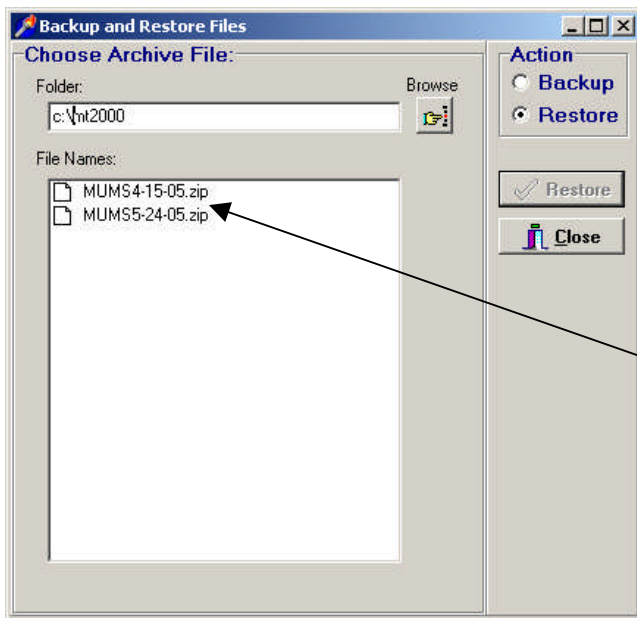 Backup and Restore Files
Choose Archive File:
Folder:
Browse
c:\mt2000
File Names:
MUMS4-15-05.zip
MUMS5-24-05.zip
Action
Backup
Restore
Restore
Close